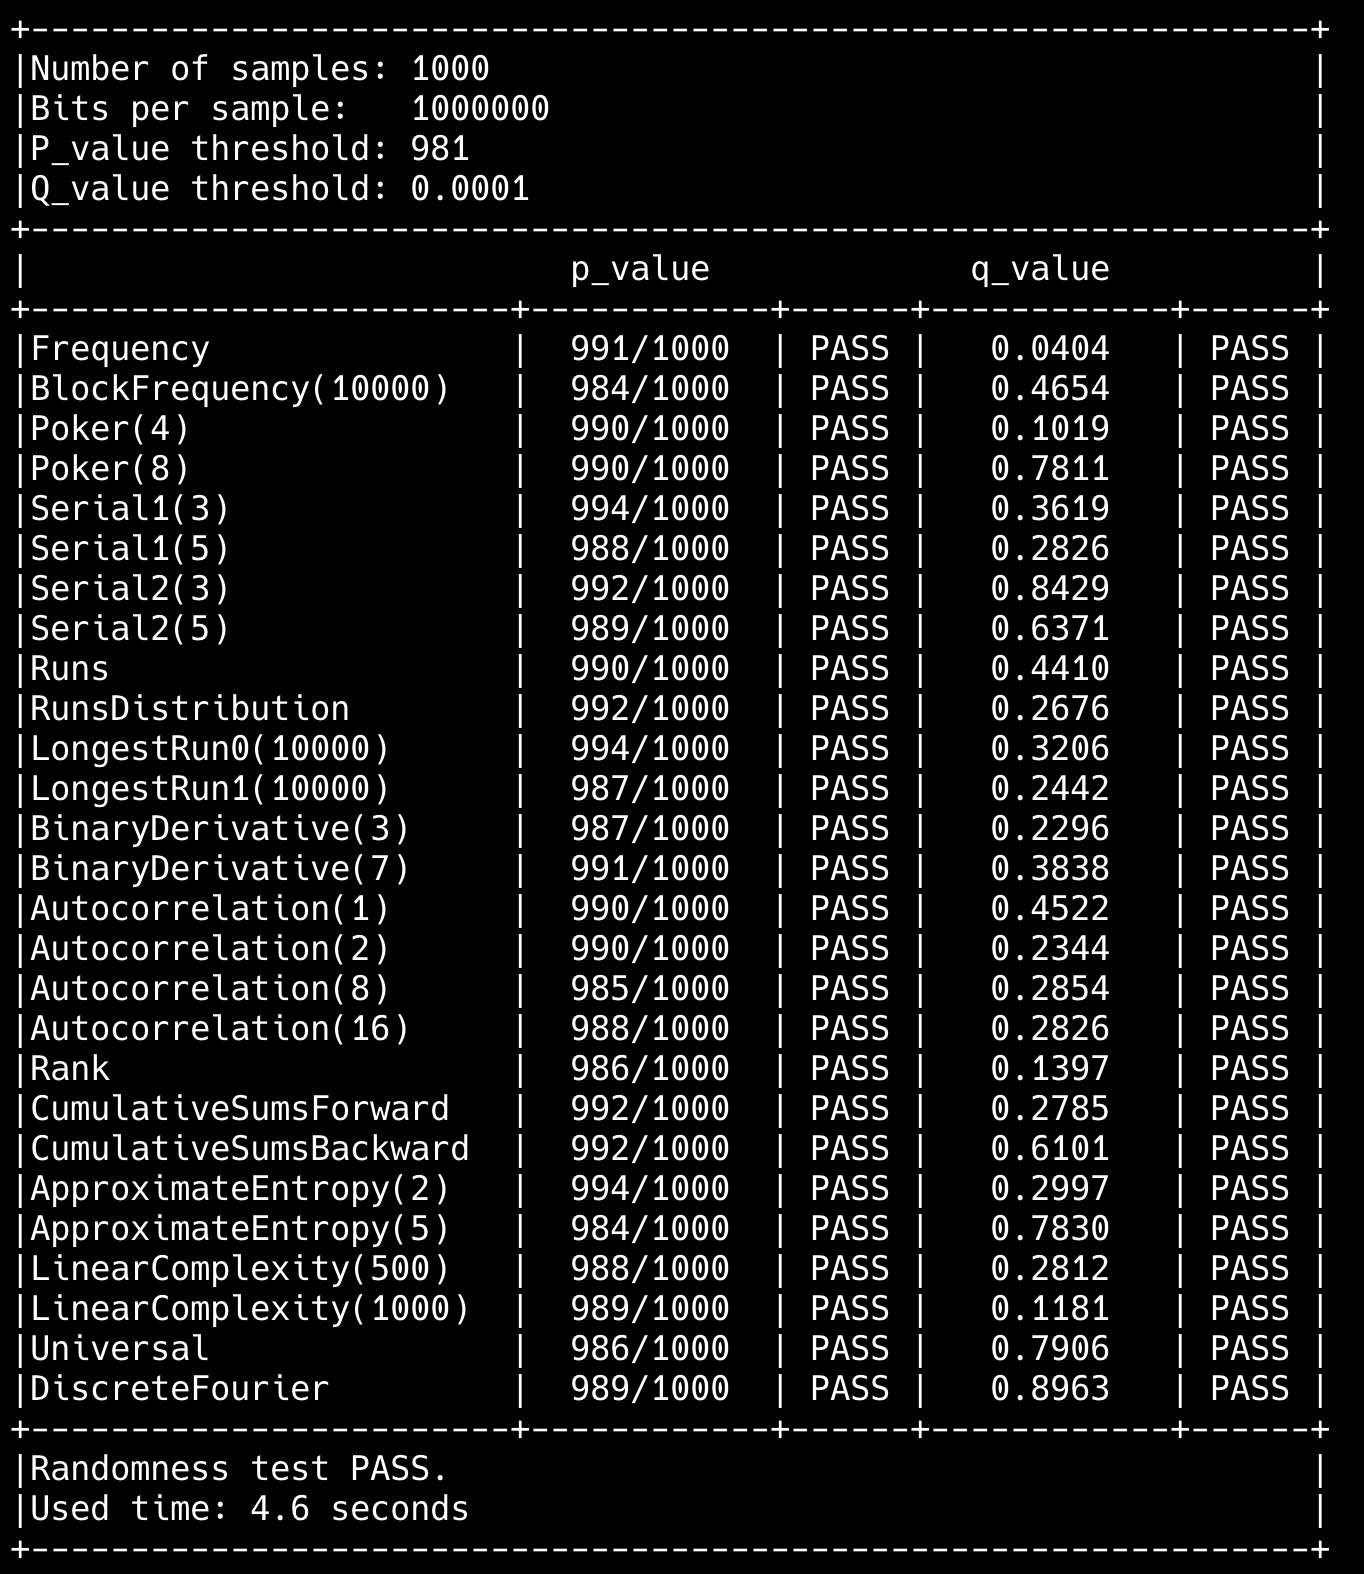 +----------------------------------------------------------------+
|Number of samples: 1000                                         |
|Bits per sample:   1000000                                      |
|P_value threshold: 981                                          |
|Q_value threshold: 0.0001                                       |
+----------------------------------------------------------------+
|                           p_value             q_value          |
+------------------------+------------+------+------------+------+
|Frequency               |  991/1000  | PASS |   0.0404   | PASS |
|BlockFrequency(10000)   |  984/1000  | PASS |   0.4654   | PASS |
|Poker(4)                |  990/1000  | PASS |   0.1019   | PASS |
|Poker(8)                |  990/1000  | PASS |   0.7811   | PASS |
|Serial1(3)              |  994/1000  | PASS |   0.3619   | PASS |
|Serial1(5)              |  988/1000  | PASS |   0.2826   | PASS |
|Serial2(3)              |  992/1000  | PASS |   0.8429   | PASS |
|Serial2(5)              |  989/1000  | PASS |   0.6371   | PASS |
|Runs                    |  990/1000  | PASS |   0.4410   | PASS |
|RunsDistribution        |  992/1000  | PASS |   0.2676   | PASS |
|LongestRun0(10000)      |  994/1000  | PASS |   0.3206   | PASS |
|LongestRun1(10000)      |  987/1000  | PASS |   0.2442   | PASS |
|BinaryDerivative(3)     |  987/1000  | PASS |   0.2296   | PASS |
|BinaryDerivative(7)     |  991/1000  | PASS |   0.3838   | PASS |
|Autocorrelation(1)      |  990/1000  | PASS |   0.4522   | PASS |
|Autocorrelation(2)      |  990/1000  | PASS |   0.2344   | PASS |
|Autocorrelation(8)      |  985/1000  | PASS |   0.2854   | PASS |
|Autocorrelation(16)     |  988/1000  | PASS |   0.2826   | PASS |
|Rank                    |  986/1000  | PASS |   0.1397   | PASS |
|CumulativeSumsForward   |  992/1000  | PASS |   0.2785   | PASS |
|CumulativeSumsBackward  |  992/1000  | PASS |   0.6101   | PASS |
|ApproximateEntropy(2)   |  994/1000  | PASS |   0.2997   | PASS |
|ApproximateEntropy(5)   |  984/1000  | PASS |   0.7830   | PASS |
|LinearComplexity(500)   |  988/1000  | PASS |   0.2812   | PASS |
|LinearComplexity(1000)  |  989/1000  | PASS |   0.1181   | PASS |
|Universal               |  986/1000  | PASS |   0.7906   | PASS |
|DiscreteFourier         |  989/1000  | PASS |   0.8963   | PASS |
+------------------------+------------+------+------------+------+
|Randomness test PASS.                                           |
|Used time: 4.6 seconds                                          |
+----------------------------------------------------------------+